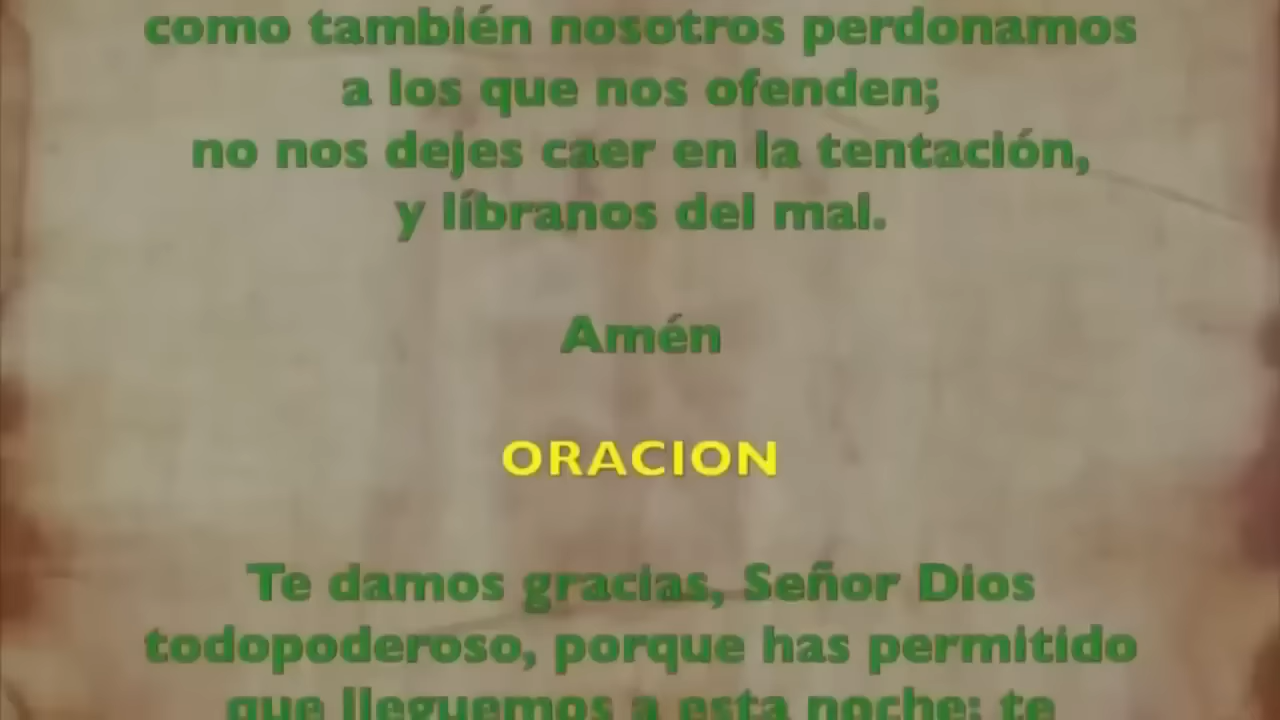 como también nosotros perdonamos
a los que nos ofenden;
no nos dejes caer en la tentación,
y líbranos del mal.
Amén
ORACION
Te damos gracias, Señor Dios
todopoderoso, porque has permitido
que lleguemos a esta noche; te